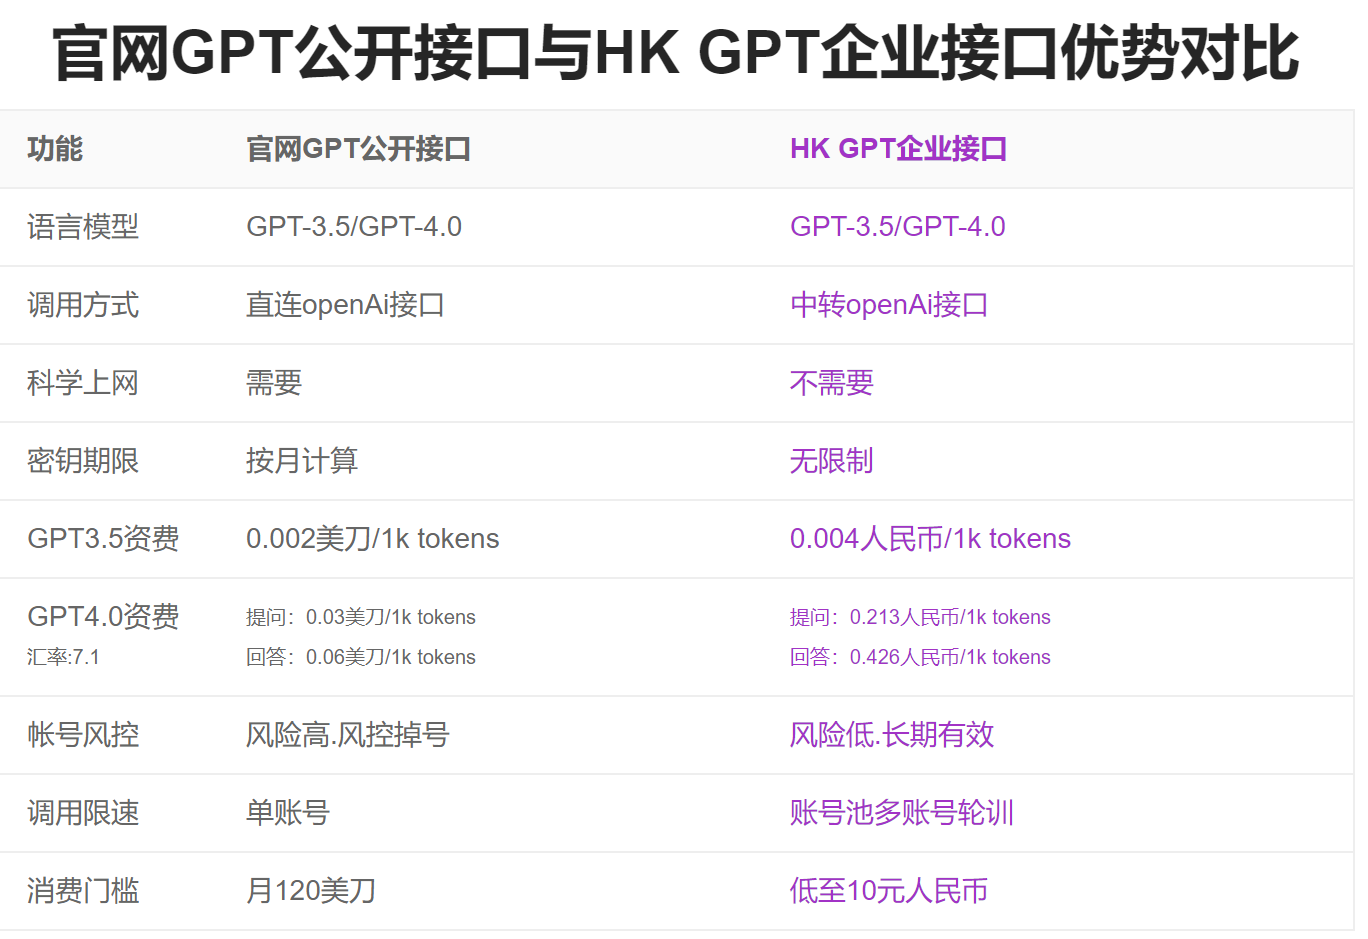 官网GPT公开接口与HK GPT企业接口优势对比
功能 官网GPT公开接口 HK GPT企业接口
语言模型 GPT-3.5/GPT-4.0 GPT-3.5/GPT-4.0
调用方式 直连openAi接口 中转openAi接口
科学上网 需要 不需要
密钥期限 按月计算 无限制
GPT3.5资费 0.002美刀/1k tokens 0.004人民币/1k tokens
GPT4.0资费 提问：0.03美刀/1k tokens 提问：0.213人民币/1k tokens
汇率:7.1 回答：0.06美刀/1k tokens 回答：0.426人民币/1k tokens
帐号风控 风险高.风控掉号 风险低.长期有效
调用限速 单账号 账号池多账号轮训
消费门槛 月120美刀 低至10元人民币